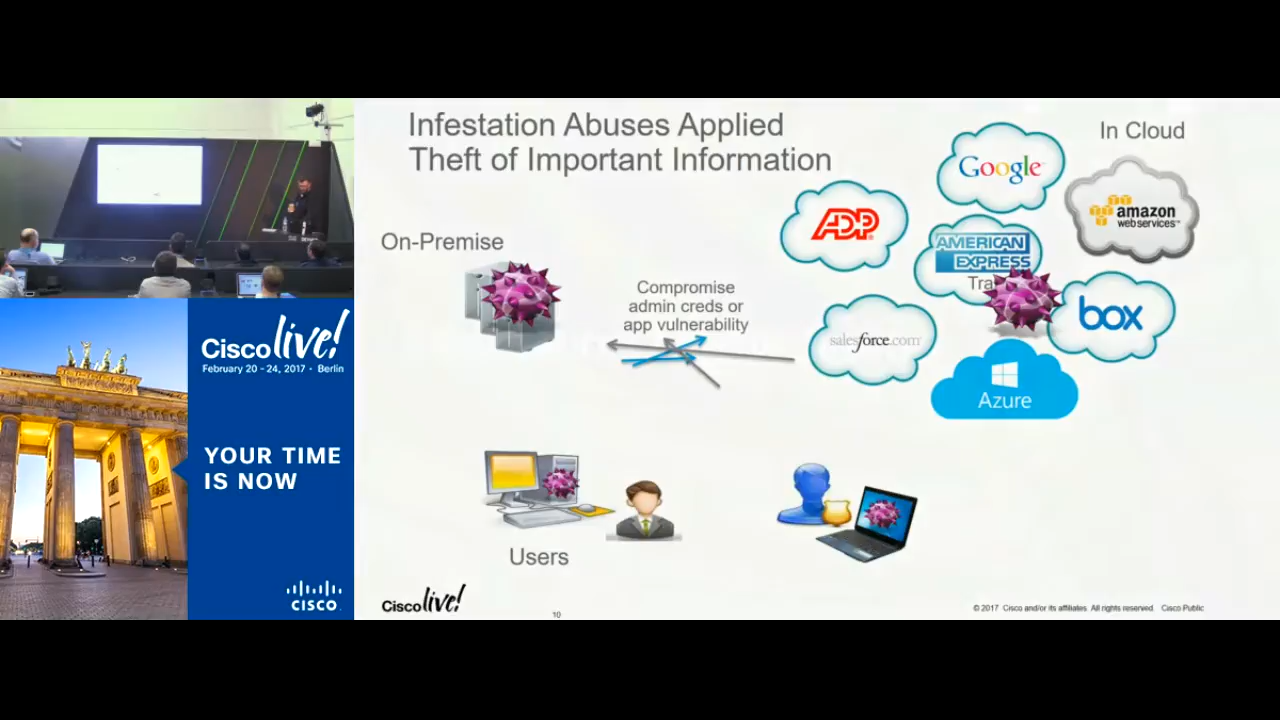 Infestation Abuses Applied
Theft of Important Information
In Cloud
Google
ADP
amazon
web services™
AMERICAN
EXPRESS
Tra
On-Premise
Compromise
admin creds or
app vulnerability
box
salesforce.com
Azure
Users
Cisco live!
February 20 - 24, 2017 • Berlin
YOUR TIME
IS NOW
CISCO
Cisco live!
10
© 2017 Cisco and/or its affiliates. All rights reserved. Cisco Public